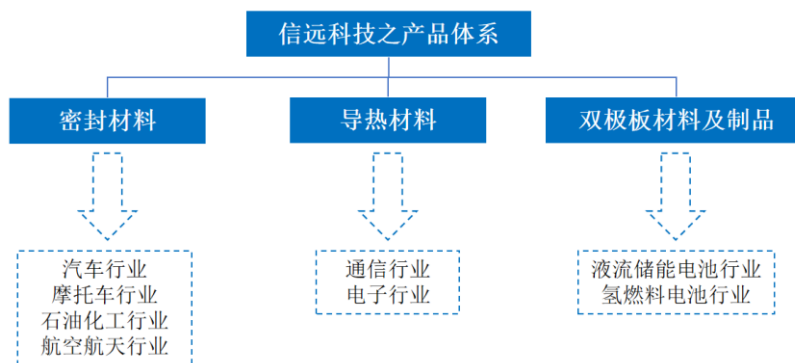 信远科技之产品体系
密封材料
导热材料
双极板材料及制品
汽车行业
摩托车行业
石油化工行业
航空航天行业
通信行业
电子行业
液流储能电池行业
氢燃料电池行业